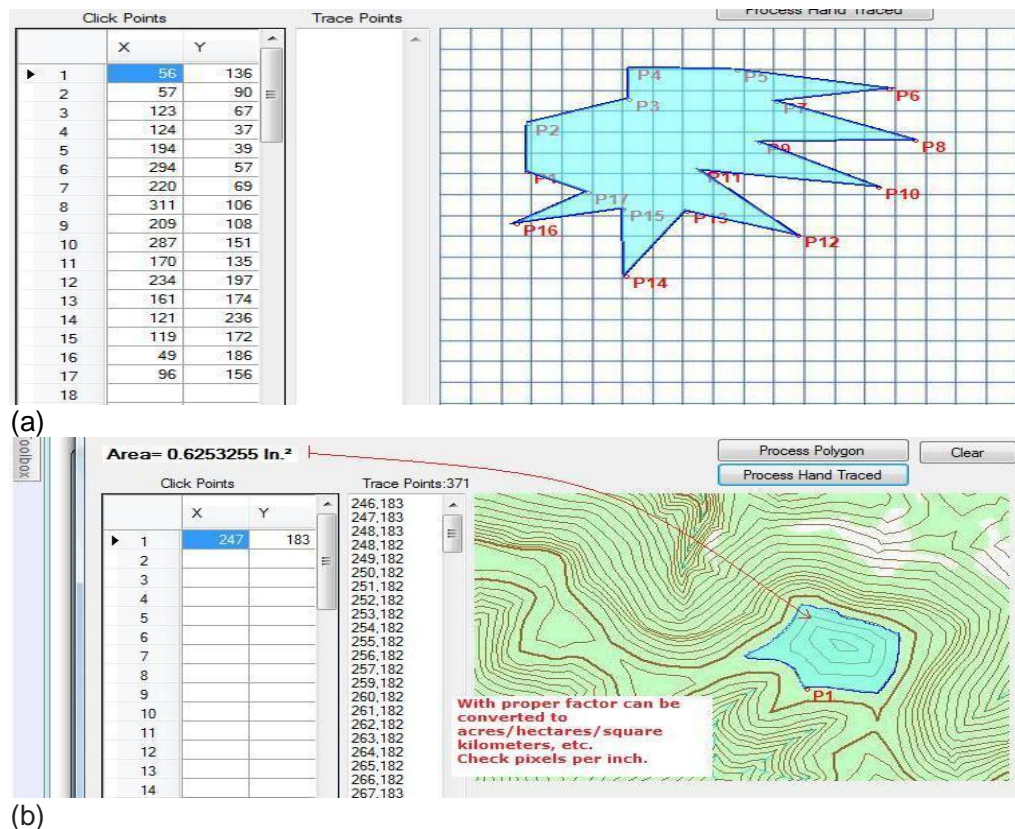 Click Points
Trace Points
Process Hand Traced
X Y
1 56 136
2 57 90
3 123 67
4 124 37
5 194 39
6 294 57
7 220 69
8 311 106
9 209 108
10 287 151
11 170 135
12 234 197
13 161 174
14 121 236
15 119 172
16 49 186
17 96 156
18
P4
P5
P6
P3
P7
P2
P8
P9
P1
P11
P10
P17
P15
P13
P16
P12
P14
(a)
oolbox
Area= 0.6253255 In.²
Process Polygon
Clear
Process Hand Traced
Click Points
Trace Points:371
X Y
1 247 183
2
3
4
5
6
7
8
9
10
11
12
13
14
246,183
247,183
248,183
248,182
249,182
250,182
251,182
252,182
253,182
254,182
255,182
256,182
257,182
259,182
260,182
261,182
262,182
263,182
264,182
265,182
266,182
267,183
P1
With proper factor can be
converted to
acres/hectares/square
kilometers, etc.
Check pixels per inch.
(b)